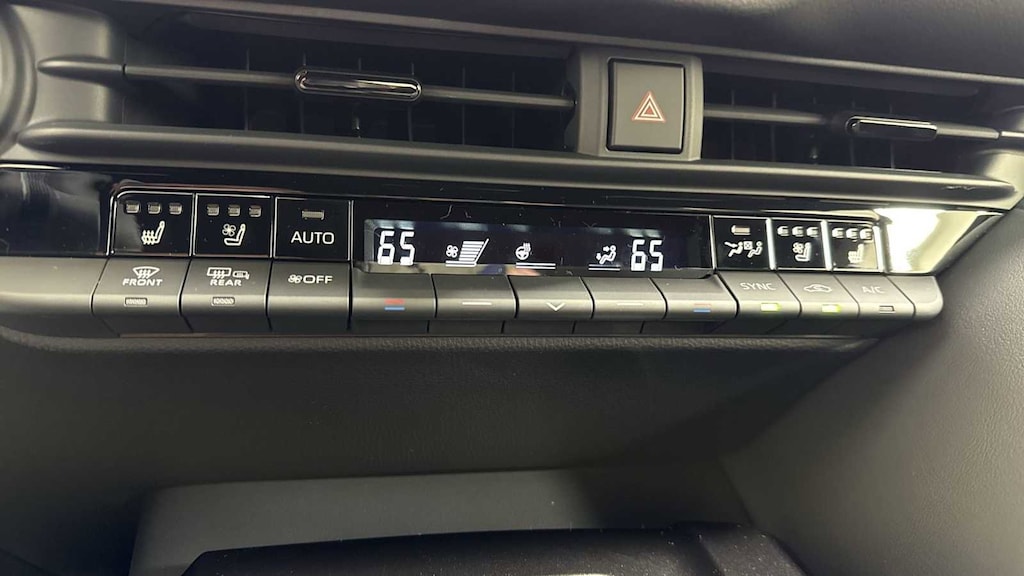 AUTO
65
65
FRONT
REAR
OFF
SYNC
A/C